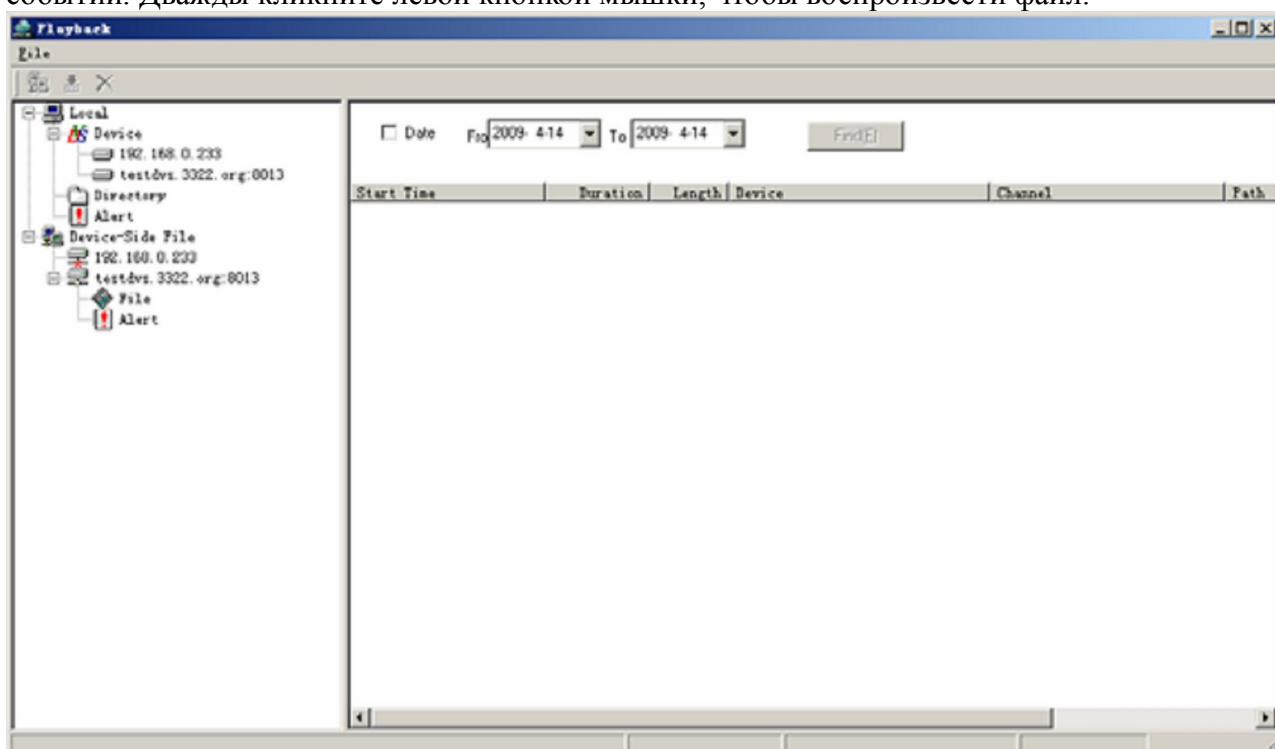 событий. Дважды кликните левой кнопкой мышки, чтобы воспроизвести файл.
Playback
File
Local
Device
192.168.0.233
testdvs.3322.org:8013
Directory
Alert
Device-Side File
192.168.0.233
testdvs.3322.org:8013
File
Alert
Date Fro 2009- 4-14 To 2009- 4-14
Start Time Duration Length Device Channel Path